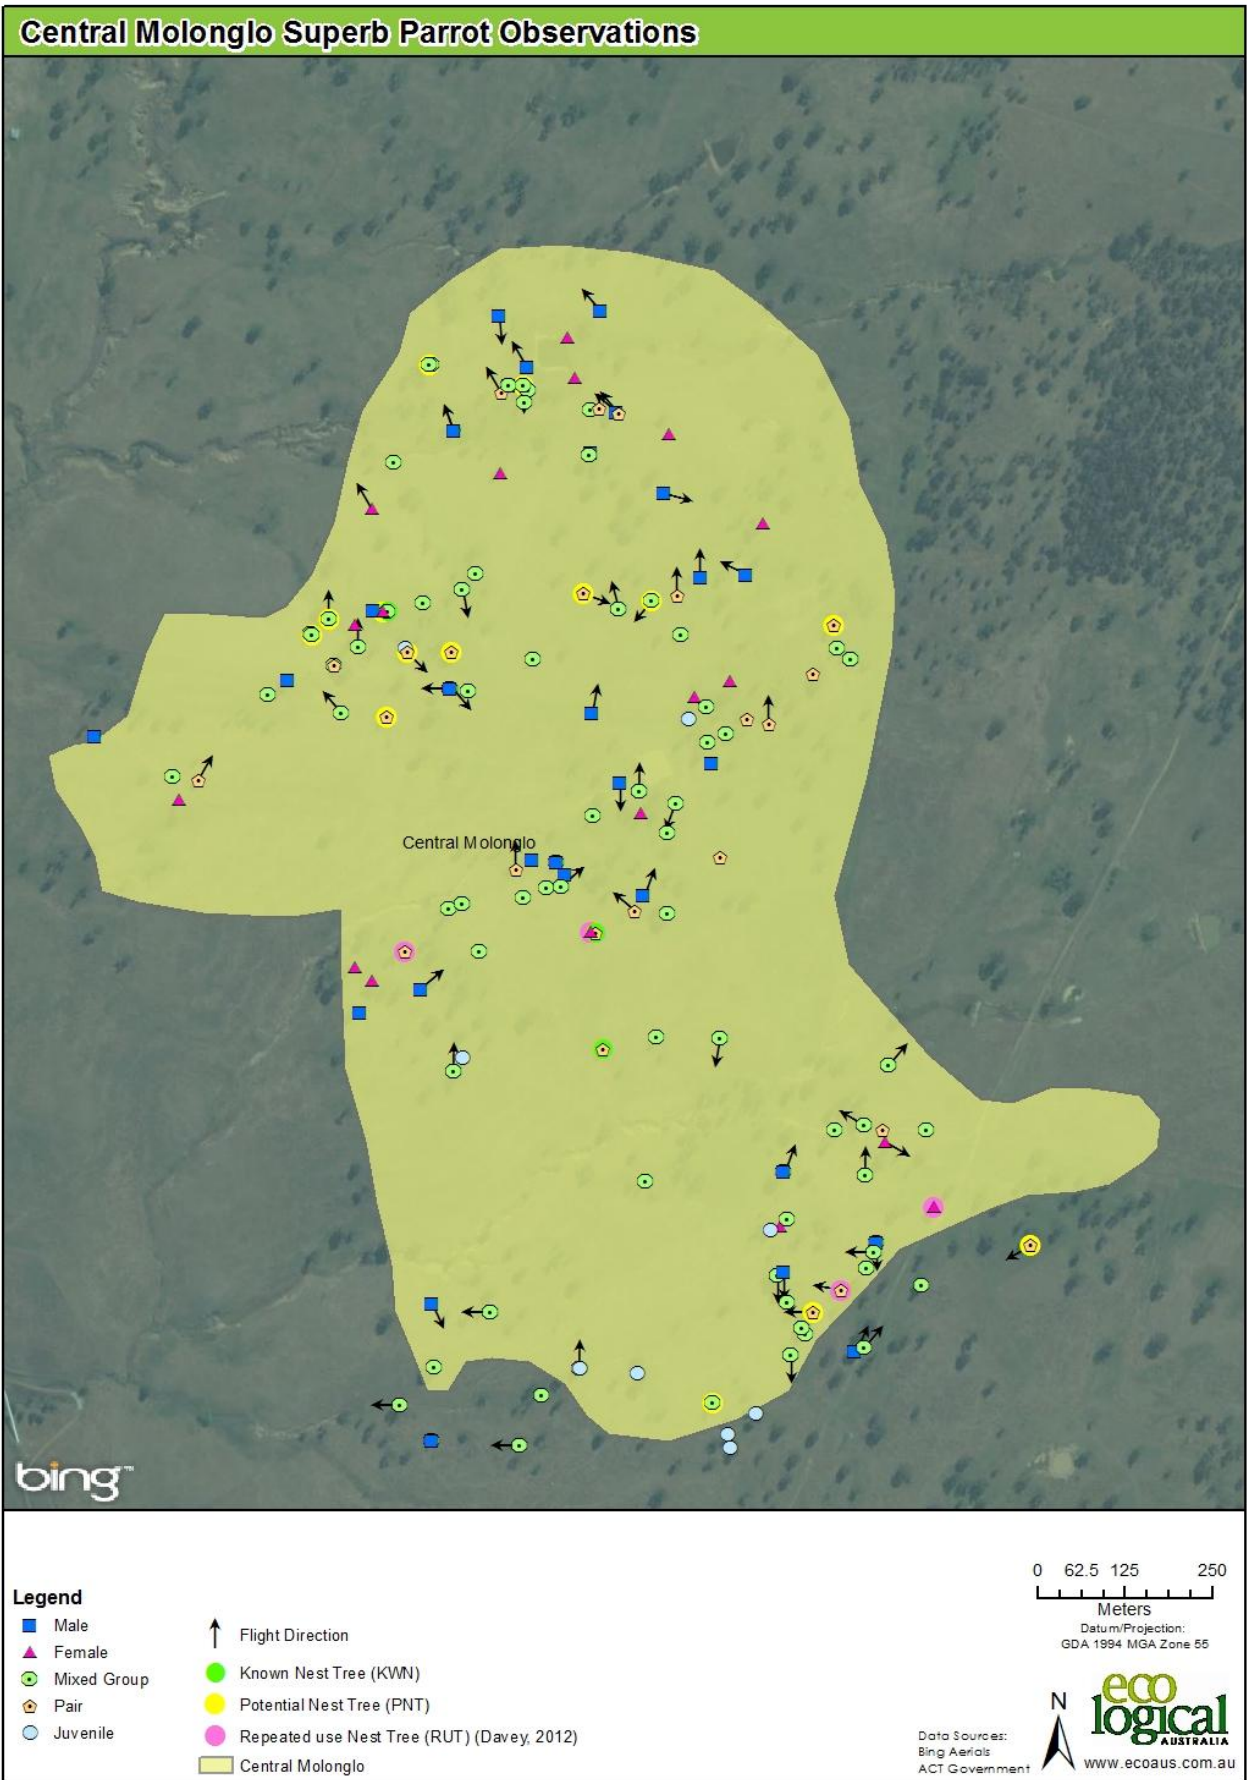 Central Molonglo Superb Parrot Observations
Central Molonglo
bing™
Legend
Male
Female
Mixed Group
Pair
Juvenile
Flight Direction
Known Nest Tree (KWN)
Potential Nest Tree (PNT)
Repeated use Nest Tree (RUT) (Davey, 2012)
Central Molonglo
0 62.5 125 250
Meters
Datum/Projection:
GDA 1994 MGA Zone 55
N
eco
logical
AUSTRALIA
www.ecoaus.com.au
Data Sources:
Bing Aerials
ACT Government